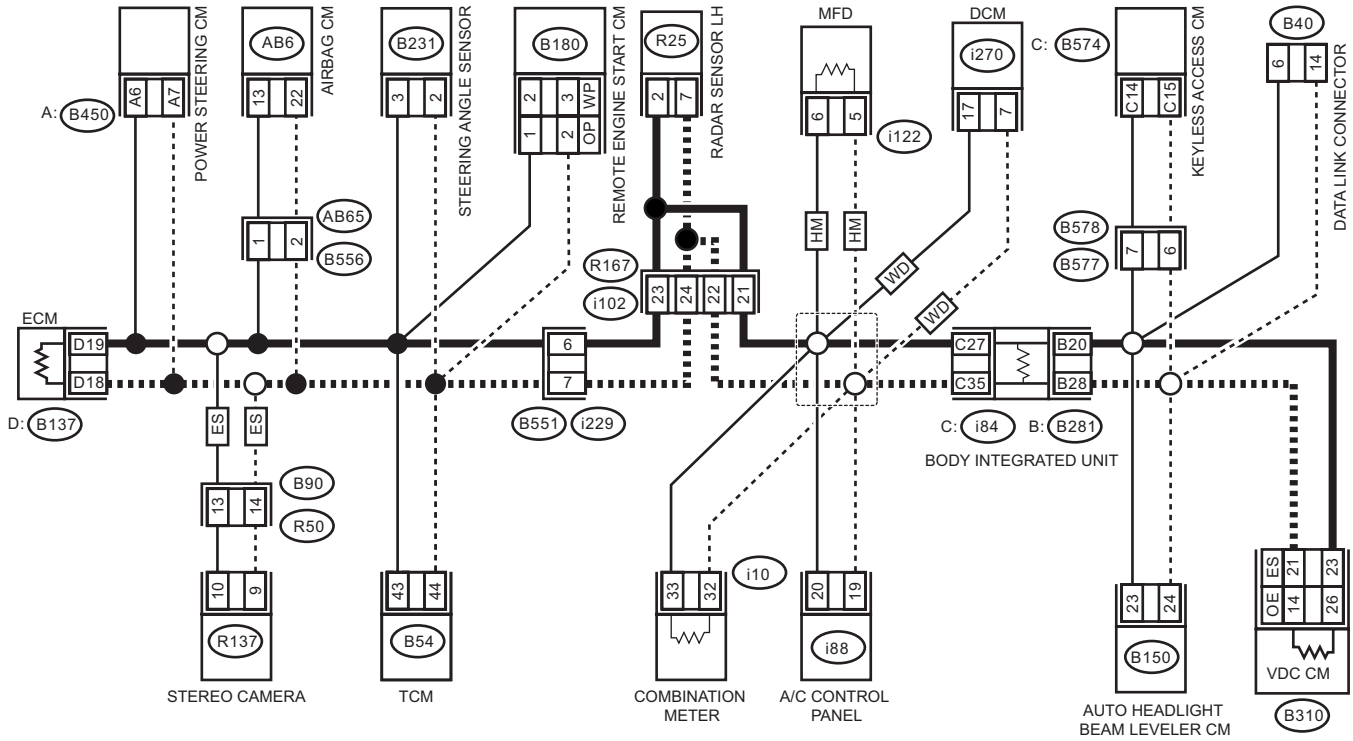 MFD
DCM
A6
A7
A: B450
POWER STEERING CM
AB6
13
22
AIRBAG CM
B231
3
2
STEERING ANGLE SENSOR
B180
2
3
WP
1
2
OP
REMOTE ENGINE START CM
R25
2
7
RADAR SENSOR LH
6
5
i122
i270
17
7
C: B574
C14
C15
KEYLESS ACCESS CM
B40
6
14
DATA LINK CONNECTOR
AB65
1
2
B556
HM
HM
B578
7
6
B577
R167
23
24
22
21
i102
WD
WD
ECM
D19
D18
D: B137
6
7
B551
i229
C27
C35
B20
B28
C: i84
B: B281
BODY INTEGRATED UNIT
ES
ES
B90
13
14
R50
10
9
R137
STEREO CAMERA
43
44
B54
TCM
33
32
i10
COMBINATION
METER
20
19
i88
A/C CONTROL
PANEL
23
24
B150
AUTO HEADLIGHT
BEAM LEVELER CM
ES
21
23
OE
14
26
VDC CM
B310